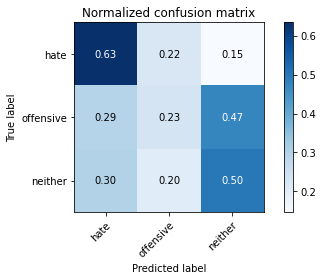 Normalized confusion matrix
True label
hate
offensive
neither
0.63 0.22 0.15
0.29 0.23 0.47
0.30 0.20 0.50
hate
offensive
neither
Predicted label
0.6
0.5
0.4
0.3
0.2